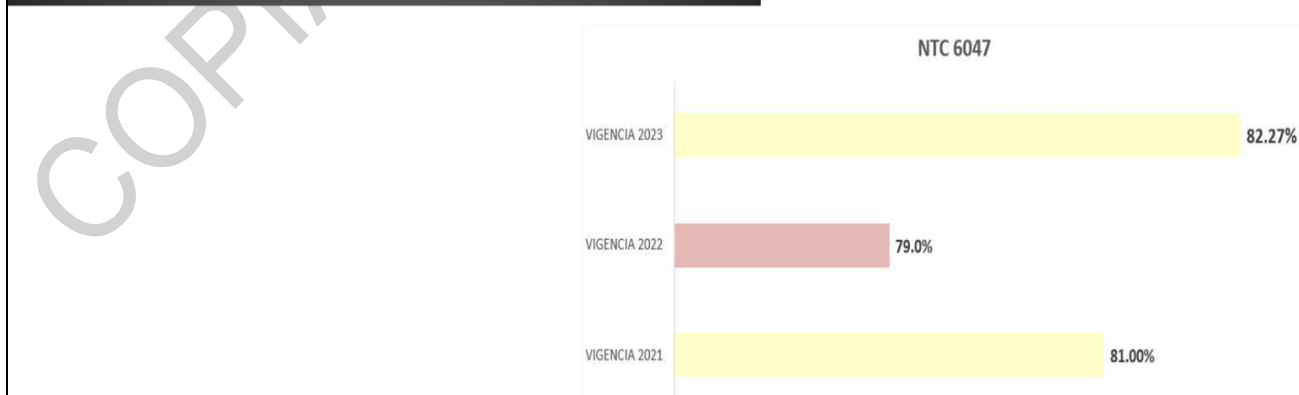 COPIA
NTC 6047
VIGENCIA 2023
82.27%
VIGENCIA 2022
79.0%
VIGENCIA 2021
81.00%